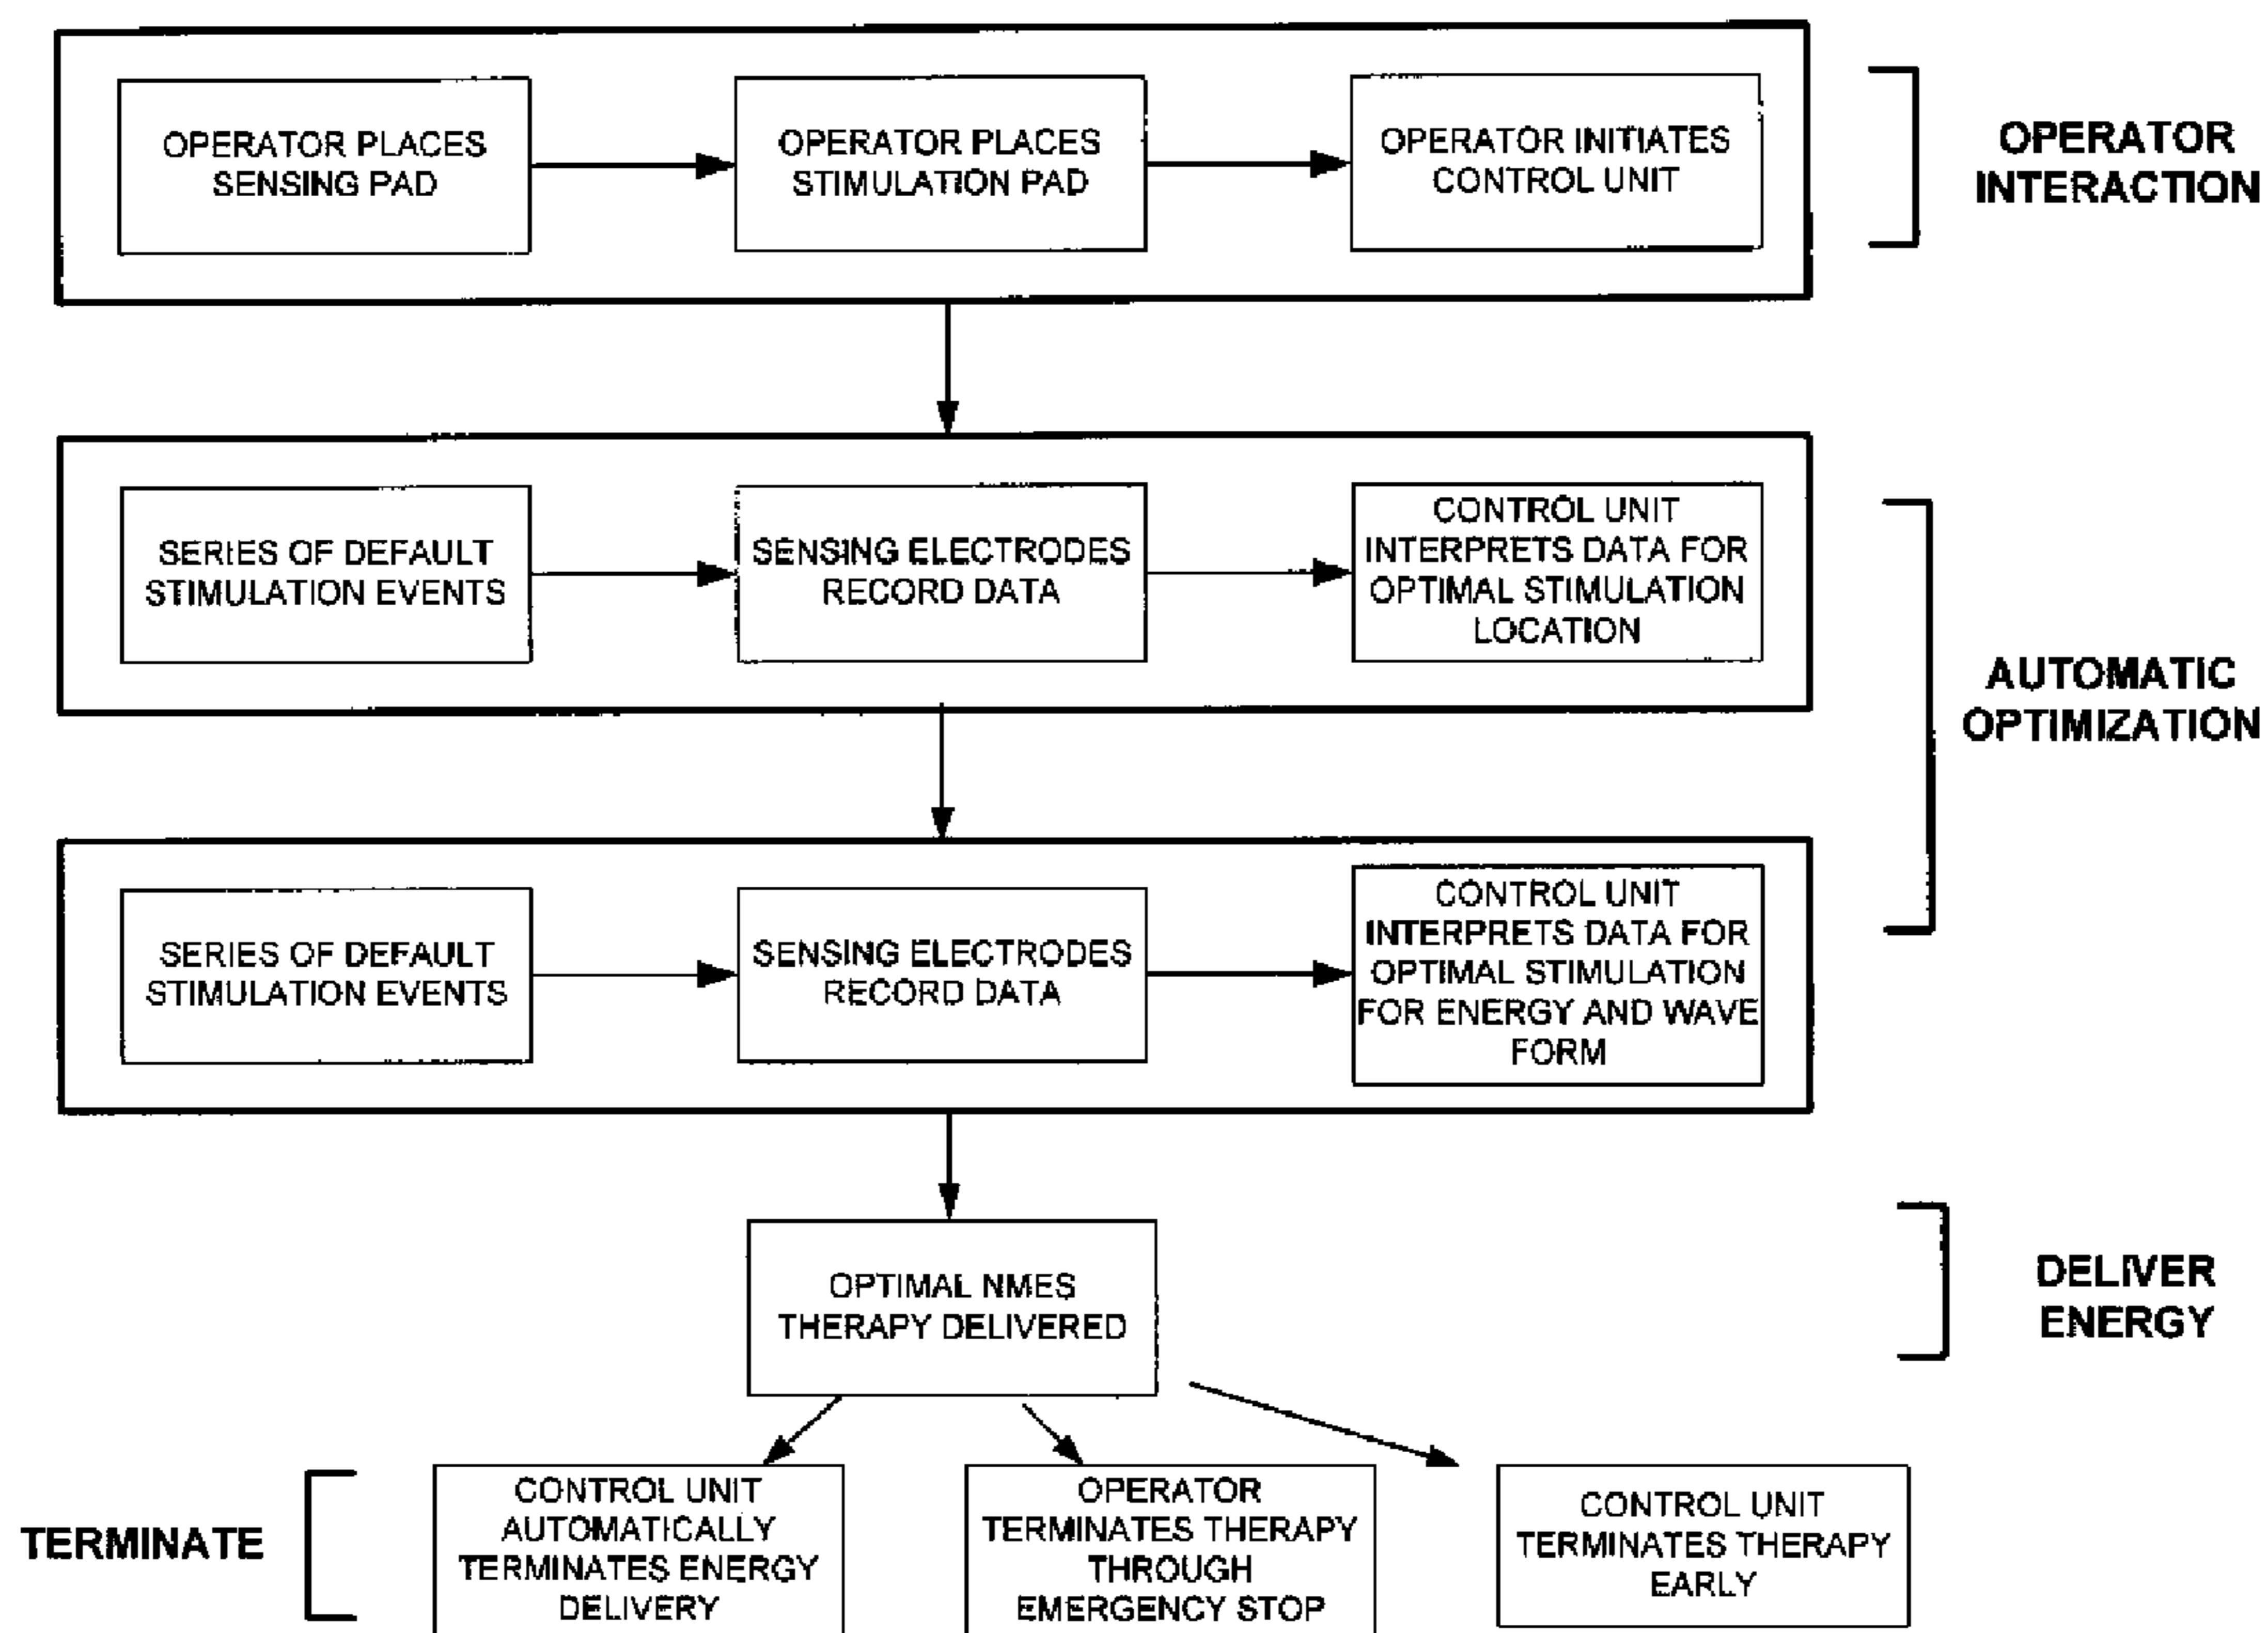 OPERATOR PLACES
SENSING PAD
OPERATOR PLACES
STIMULATION PAD
OPERATOR INITIATES
CONTROL UNIT
OPERATOR
INTERACTION
SERIES OF DEFAULT
STIMULATION EVENTS
SENSING ELECTRODES
RECORD DATA
CONTROL UNIT
INTERPRETS DATA FOR
OPTIMAL STIMULATION
LOCATION
AUTOMATIC
OPTIMIZATION
SERIES OF DEFAULT
STIMULATION EVENTS
SENSING ELECTRODES
RECORD DATA
CONTROL UNIT
INTERPRETS DATA FOR
OPTIMAL STIMULATION
FOR ENERGY AND WAVE
FORM
OPTIMAL NMES
THERAPY DELIVERED
DELIVER
ENERGY
TERMINATE
CONTROL UNIT
AUTOMATICALLY
TERMINATES ENERGY
DELIVERY
OPERATOR
TERMINATES THERAPY
THROUGH
EMERGENCY STOP
CONTROL UNIT
TERMINATES THERAPY
EARLY